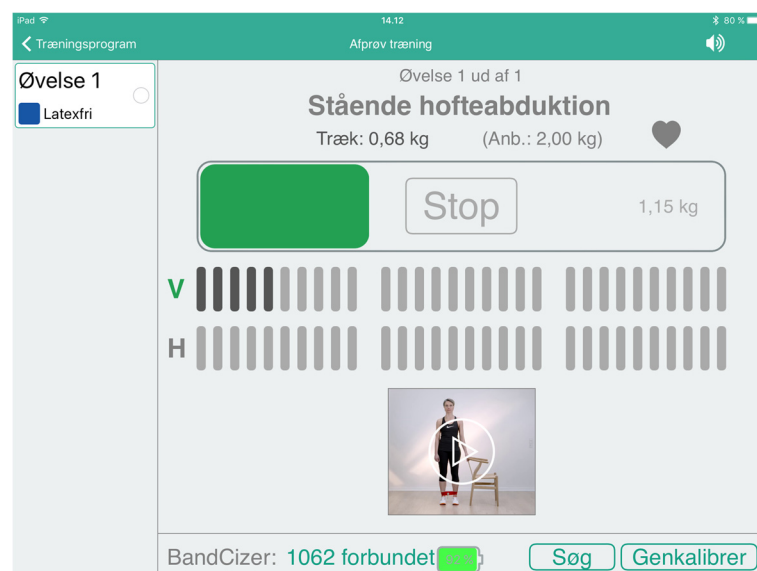 iPad 14.12 80 %
Træningsprogram Afprøv træning
Øvelse 1
Latexfri
Øvelse 1 ud af 1
Stående hofteabduktion
Træk: 0,68 kg (Anb.: 2,00 kg)
Stop 1,15 kg
V
H
BandCizer: 1062 forbundet Søg Genkalibrer